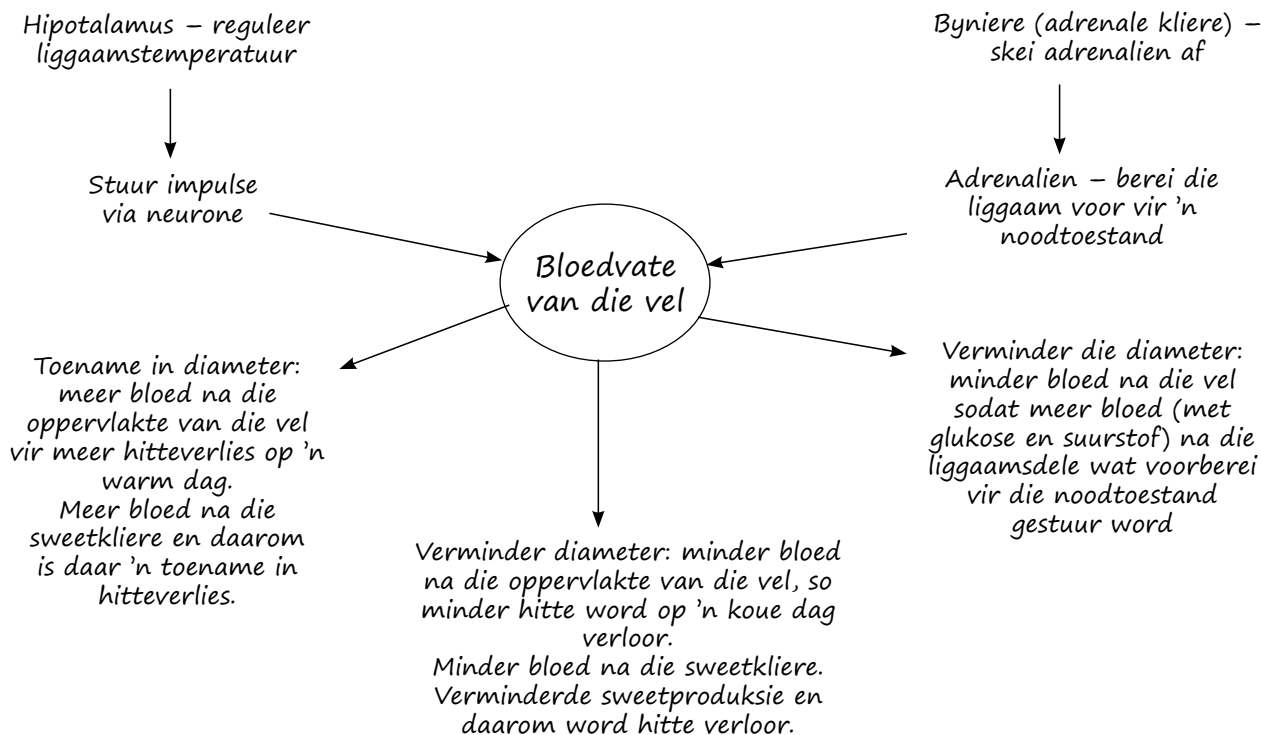 Hipotalamus – reguleer
liggaamstemperatuur
Byniere (adrenale kliere) –
skei adrenalien af
Stuur impulse
via neurone
Adrenalien – berei die
liggaam voor vir ’n
noodtoestand
Bloedvate
van die vel
Toename in diameter:
meer bloed na die
oppervlakte van die vel
vir meer hitteverlies op ’n
warm dag.
Meer bloed na die
sweetkliere en daarom
is daar ’n toename in
hitteverlies.
Verminder diameter: minder bloed
na die oppervlakte van die vel, so
minder hitte word op ’n koue dag
verloor.
Minder bloed na die sweetkliere.
Verminderde sweetproduksie en
daarom word hitte verloor.
Verminder die diameter:
minder bloed na die vel
sodat meer bloed (met
glukose en suurstof) na die
liggaamsdele wat voorberei
vir die noodtoestand
gestuur word